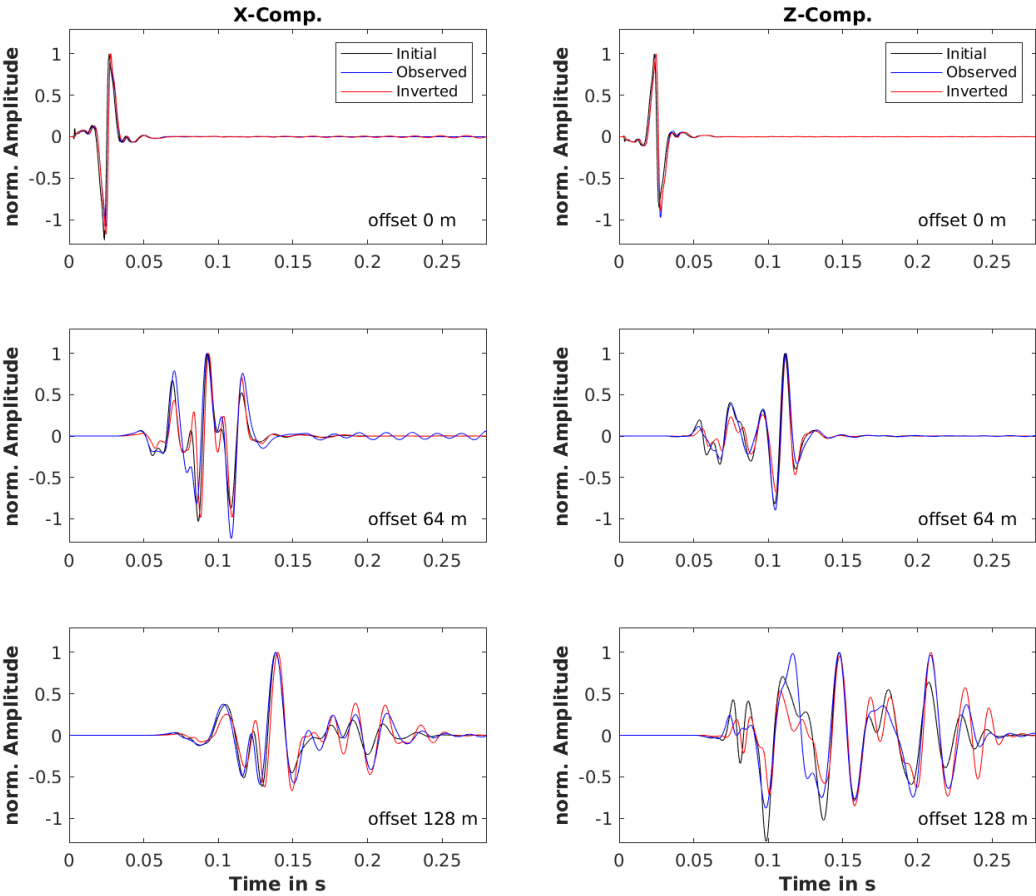 X-Comp.
norm. Amplitude
1
0.5
0
-0.5
-1
Initial
Observed
Inverted
offset 0 m
0 0.05 0.1 0.15 0.2 0.25
Z-Comp.
norm. Amplitude
1
0.5
0
-0.5
-1
Initial
Observed
Inverted
offset 0 m
0 0.05 0.1 0.15 0.2 0.25
norm. Amplitude
1
0.5
0
-0.5
-1
offset 64 m
0 0.05 0.1 0.15 0.2 0.25
norm. Amplitude
1
0.5
0
-0.5
-1
offset 64 m
0 0.05 0.1 0.15 0.2 0.25
norm. Amplitude
1
0.5
0
-0.5
-1
offset 128 m
0 0.05 0.1 0.15 0.2 0.25
Time in s
norm. Amplitude
1
0.5
0
-0.5
-1
offset 128 m
0 0.05 0.1 0.15 0.2 0.25
Time in s